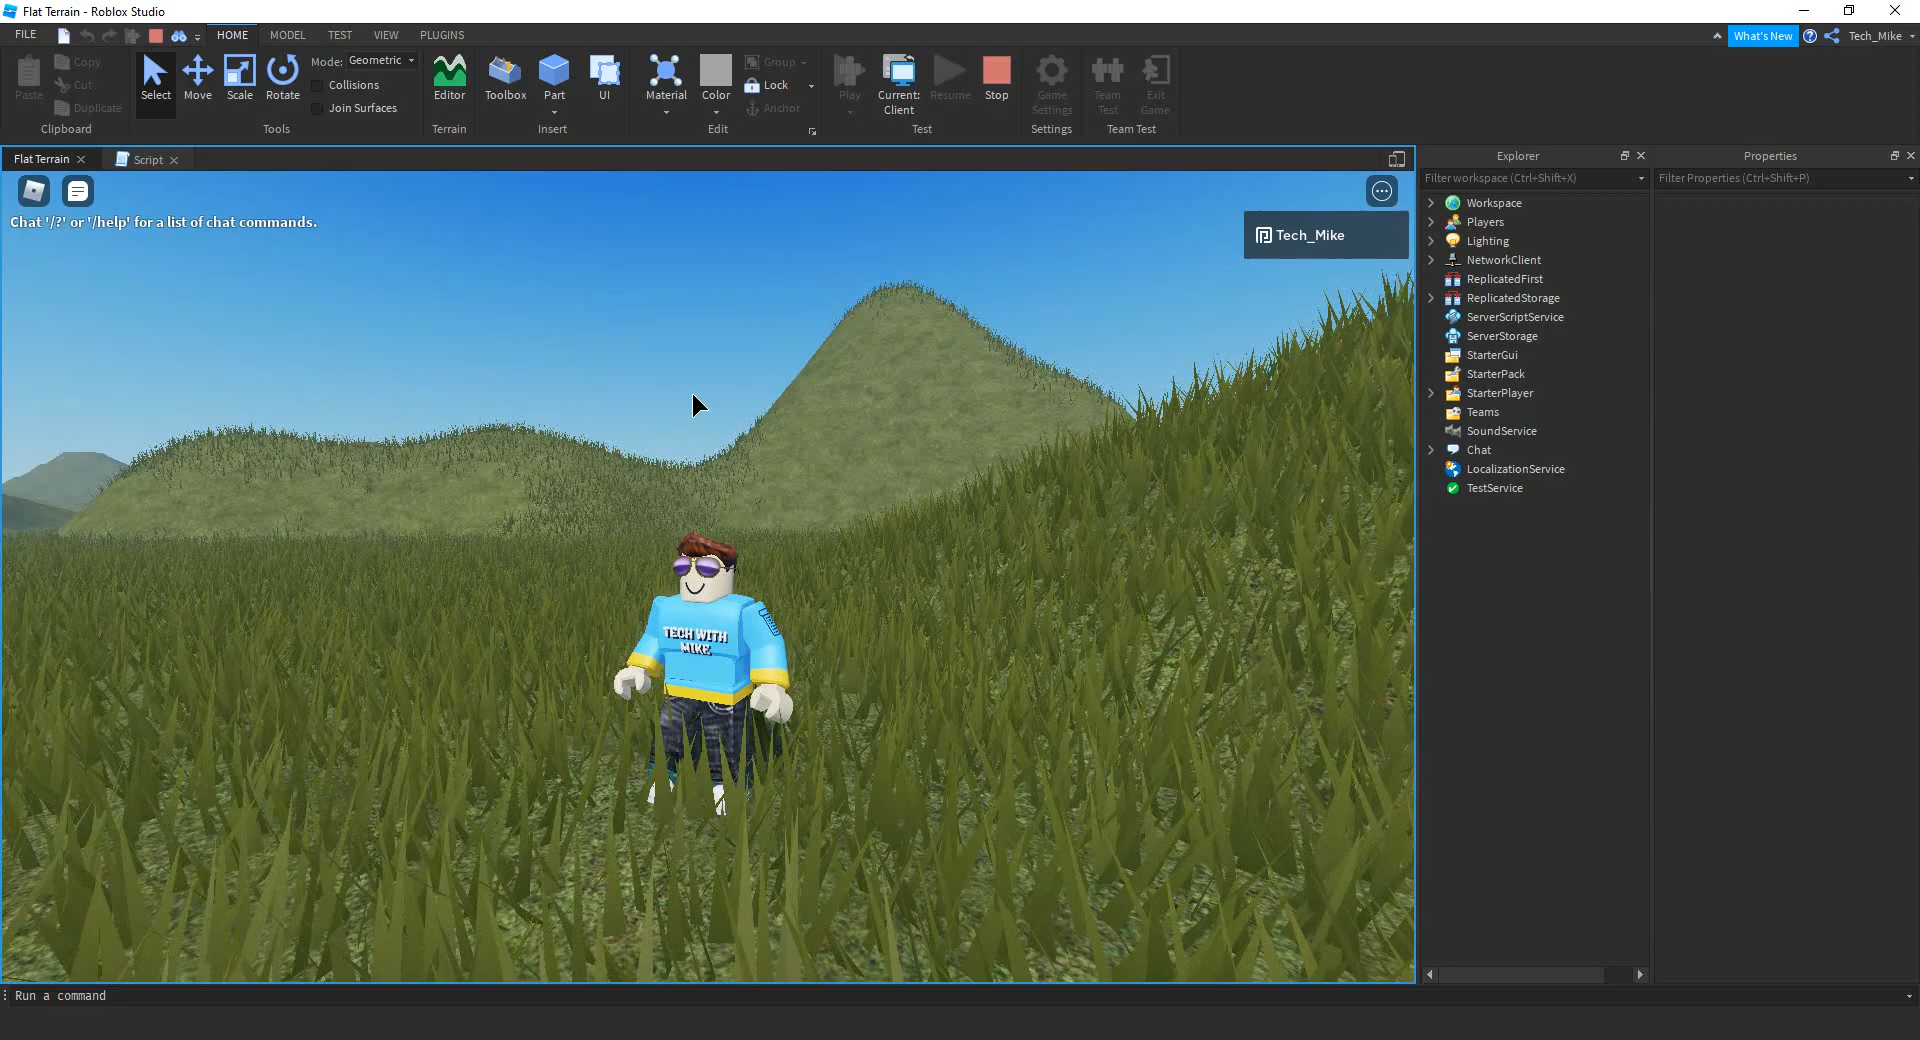 Flat Terrain - Roblox Studio
FILE
HOME
MODEL
TEST
VIEW
PLUGINS
What's New
Tech_Mike
Paste
Copy
Cut
Duplicate
Clipboard
Select
Move
Scale
Rotate
Mode: Geometric
Collisions
Join Surfaces
Tools
Editor
Terrain
Toolbox
Part
UI
Insert
Material
Color
Group
Lock
Anchor
Edit
Play
Current:
Client
Resume
Stop
Test
Game
Settings
Settings
Team
Test
Exit
Game
Team Test
Flat Terrain
Script
Chat '/?' or '/help' for a list of chat commands.
Tech_Mike
TECH WITH
MIKE
Explorer
Filter workspace (Ctrl+Shift+X)
Workspace
Players
Lighting
NetworkClient
ReplicatedFirst
ReplicatedStorage
ServerScriptService
ServerStorage
StarterGui
StarterPack
StarterPlayer
Teams
SoundService
Chat
LocalizationService
TestService
Properties
Filter Properties (Ctrl+Shift+P)
Run a command